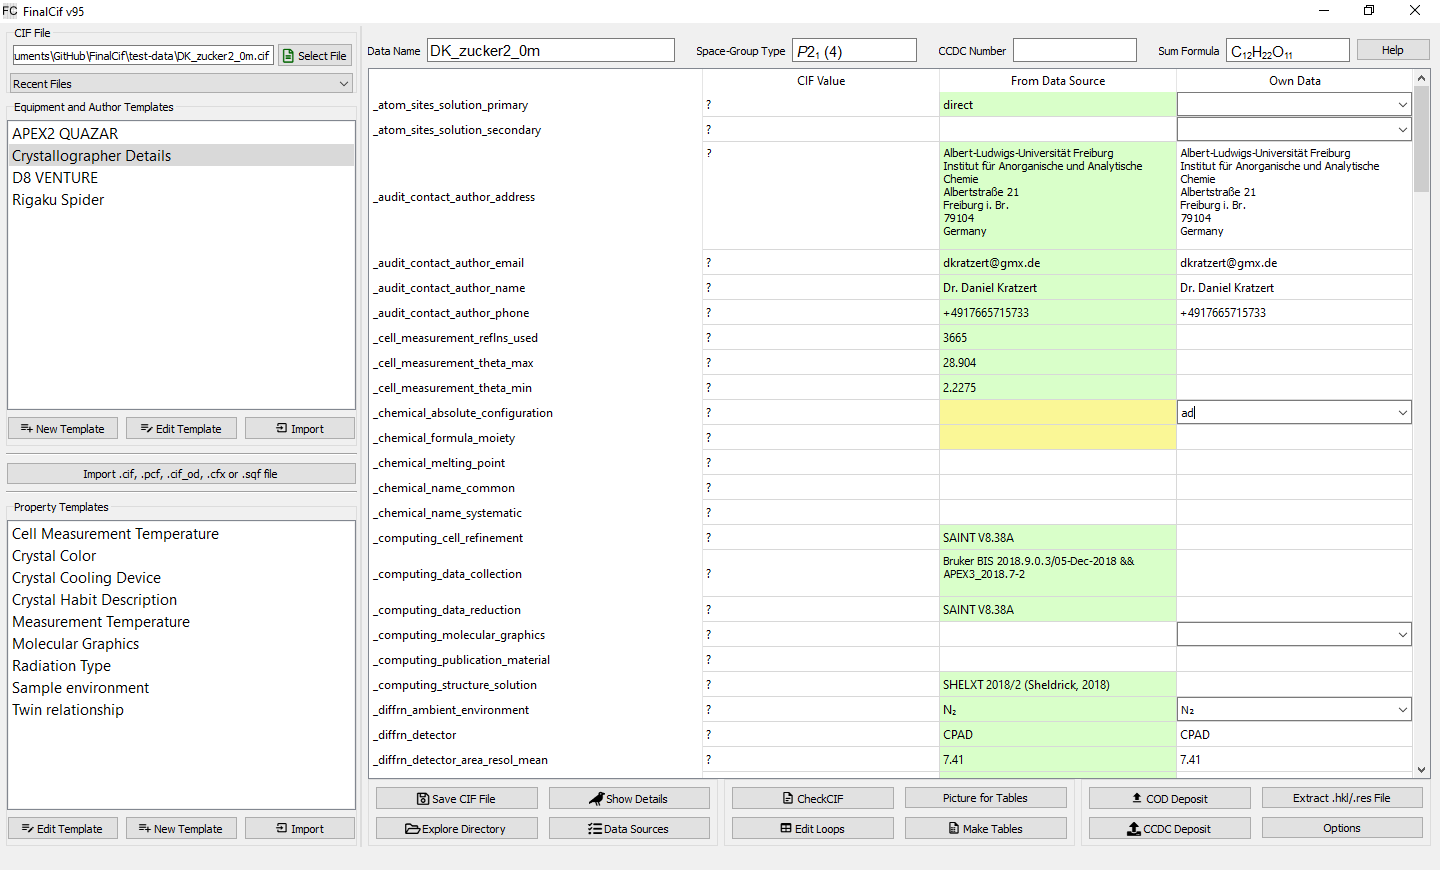 FC FinalCif v95
CIF File
uments\GitHub\FinalCif\test-data\DK_zucker2_0m.cif
Select File
Recent Files
Equipment and Author Templates
APEX2 QUAZAR
Crystallographer Details
D8 VENTURE
Rigaku Spider
New Template
Edit Template
Import
Import .cif, .pcf, .cif_od, .cfx or .sqf file
Property Templates
Cell Measurement Temperature
Crystal Color
Crystal Cooling Device
Crystal Habit Description
Measurement Temperature
Molecular Graphics
Radiation Type
Sample environment
Twin relationship
Edit Template
New Template
Import
Data Name DK_zucker2_0m
Space-Group Type P2₁ (4)
CCDC Number
Sum Formula C₁₂H₂₂O₁₁
Help
CIF Value From Data Source Own Data
_atom_sites_solution_primary ? direct
_atom_sites_solution_secondary ?
_audit_contact_author_address ?
Albert-Ludwigs-Universität Freiburg
Institut für Anorganische und Analytische
Chemie
Albertstraße 21
Freiburg i. Br.
79104
Germany
Albert-Ludwigs-Universität Freiburg
Institut für Anorganische und Analytische
Chemie
Albertstraße 21
Freiburg i. Br.
79104
Germany
_audit_contact_author_email ? dkratzert@gmx.de dkratzert@gmx.de
_audit_contact_author_name ? Dr. Daniel Kratzert Dr. Daniel Kratzert
_audit_contact_author_phone ? +4917665715733 +4917665715733
_cell_measurement_reflns_used ? 3665
_cell_measurement_theta_max ? 28.904
_cell_measurement_theta_min ? 2.2275
_chemical_absolute_configuration ? ad
_chemical_formula_moiety ?
_chemical_melting_point ?
_chemical_name_common ?
_chemical_name_systematic ?
_computing_cell_refinement ? SAINT V8.38A
_computing_data_collection ? Bruker BIS 2018.9.0.3/05-Dec-2018 &&
APEX3_2018.7-2
_computing_data_reduction ? SAINT V8.38A
_computing_molecular_graphics ?
_computing_publication_material ?
_computing_structure_solution ? SHELXT 2018/2 (Sheldrick, 2018)
_diffrn_ambient_environment ? N₂ N₂
_diffrn_detector ? CPAD CPAD
_diffrn_detector_area_resol_mean ? 7.41 7.41
Save CIF File
Show Details
CheckCIF
Picture for Tables
COD Deposit
Extract .hkl/.res File
Explore Directory
Data Sources
Edit Loops
Make Tables
CCDC Deposit
Options